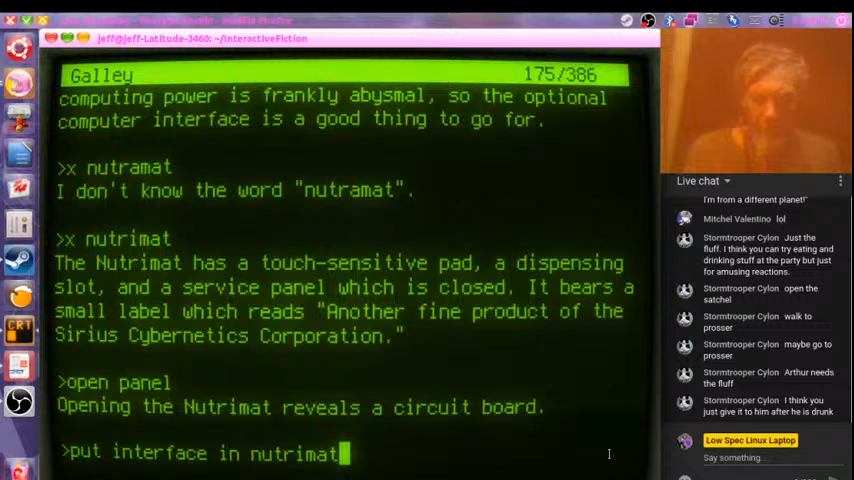 jeff@jeff-Latitude-3460: ~/InteractiveFiction
Galley 175/386
computing power is frankly abysmal, so the optional
computer interface is a good thing to go for.
>x nutramat
I don't know the word "nutramat".
>x nutrimat
The Nutrimat has a touch-sensitive pad, a dispensing
slot, and a service panel which is closed. It bears a
small label which reads "Another fine product of the
Sirius Cybernetics Corporation."
>open panel
Opening the Nutrimat reveals a circuit board.
>put interface in nutrimat
Live chat
I'm from a different planet!"
Mitchel Valentino lol
Stormtrooper Cylon Just the
fluff. I think you can try eating and
drinking stuff at the party but just
for amusing reactions.
Stormtrooper Cylon open the
satchel
Stormtrooper Cylon walk to
prosser
Stormtrooper Cylon maybe go to
prosser
Stormtrooper Cylon Arthur needs
the fluff
Stormtrooper Cylon I think you
just give it to him after he is drunk
Low Spec Linux Laptop
Say something...
CRT